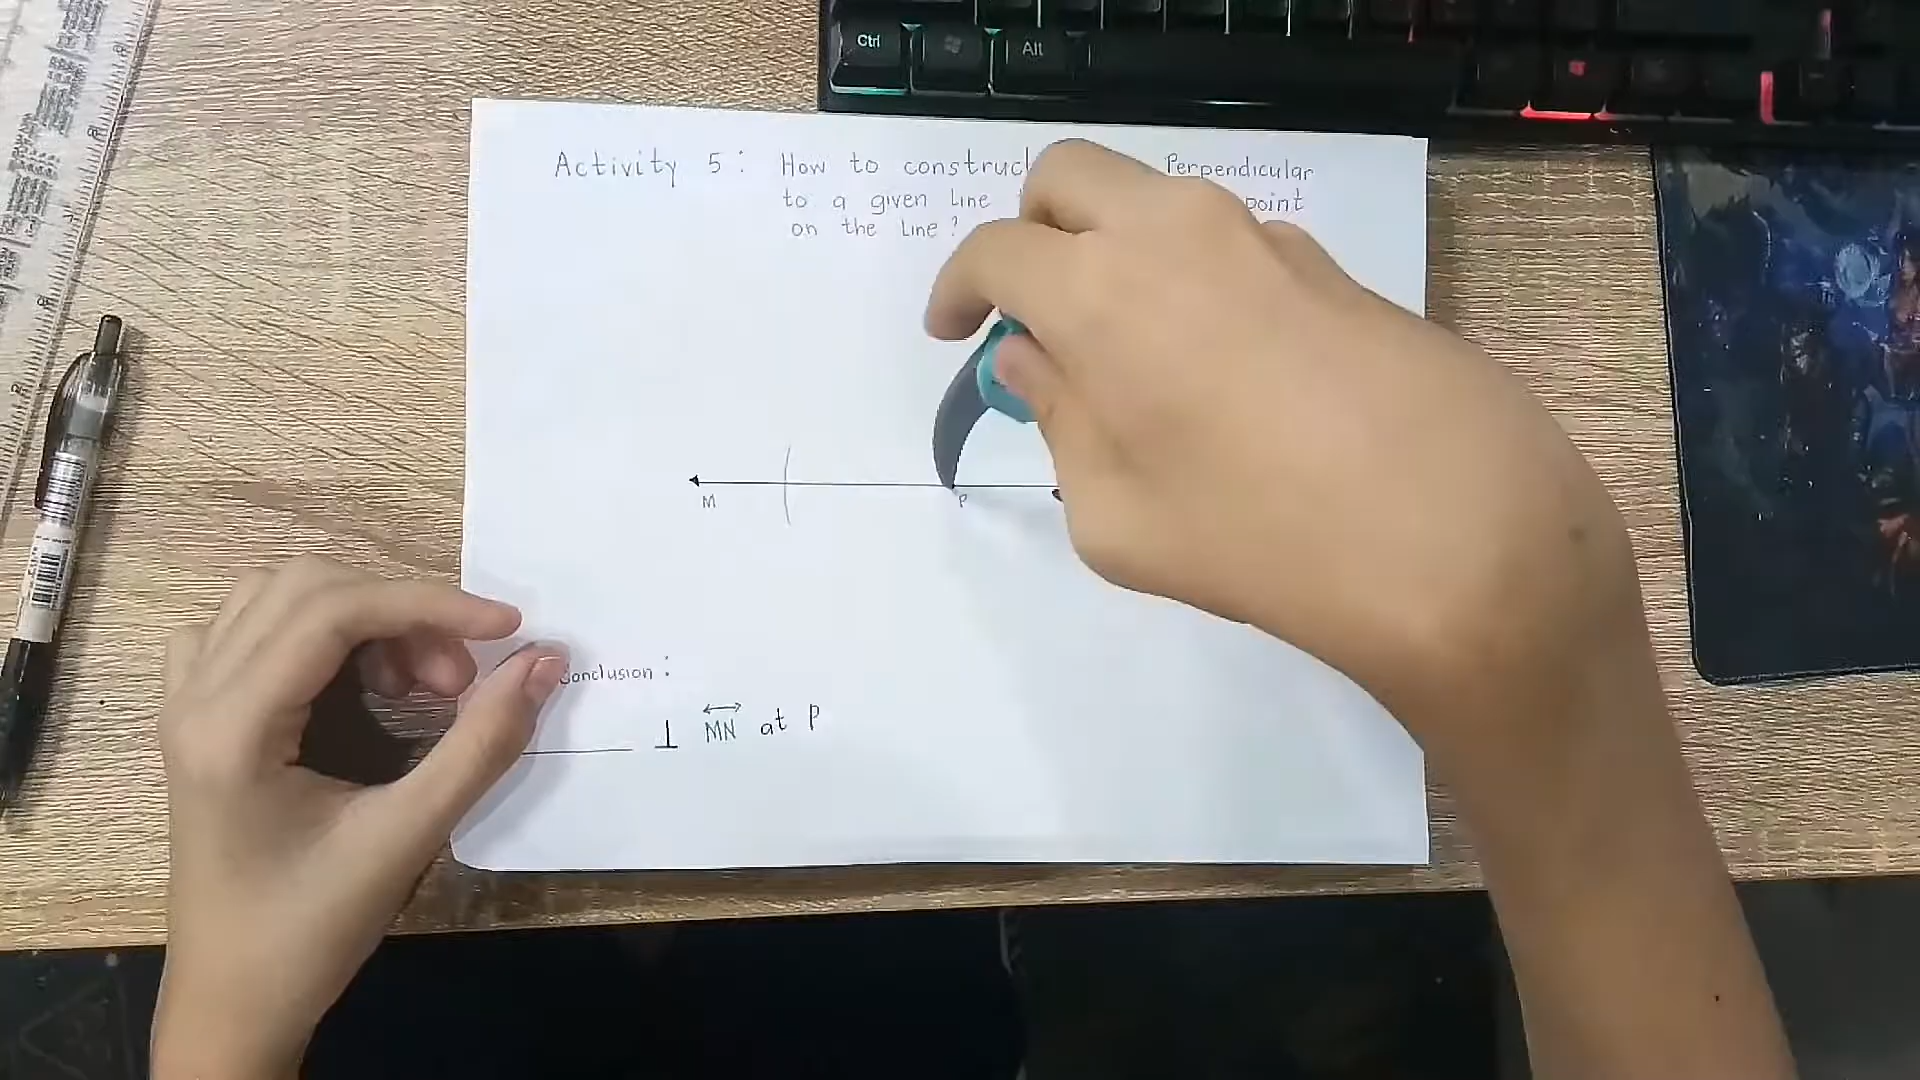 Ctrl
Alt
Activity 5: How to construct Perpendicular
to a given Line point
on the Line?
M
P
Conclusion:
⊥ MN at P